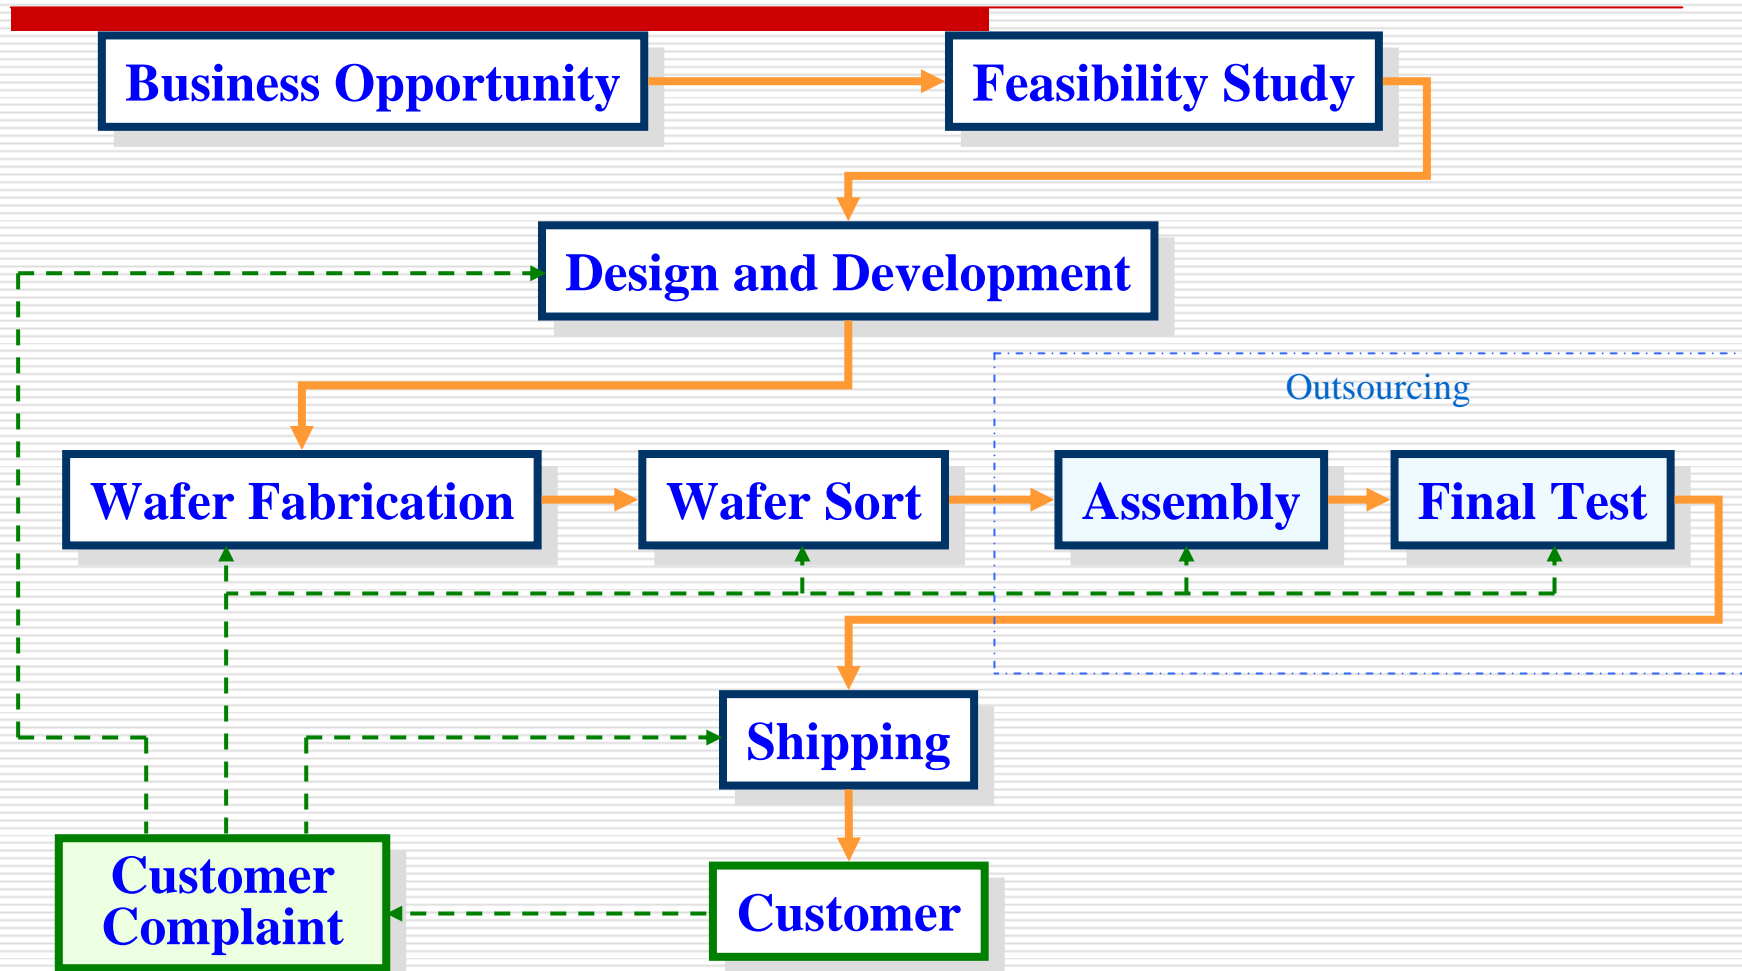 Business Opportunity
Feasibility Study
Design and Development
Outsourcing
Wafer Fabrication
Wafer Sort
Assembly
Final Test
Shipping
Customer
Complaint
Customer